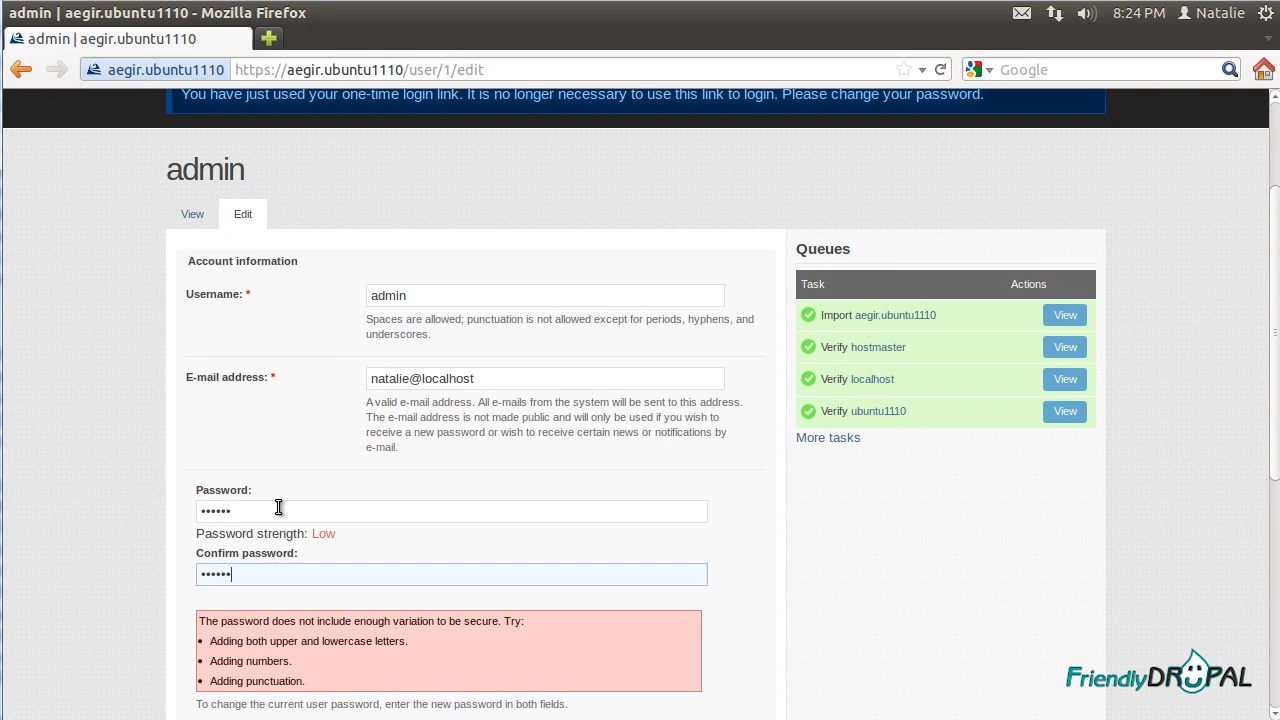 admin | aegir.ubuntu1110 - Mozilla Firefox
8:24 PM
Natalie
admin | aegir.ubuntu1110
aegir.ubuntu1110
https://aegir.ubuntu1110/user/1/edit
Google
You have just used your one-time login link. It is no longer necessary to use this link to login. Please change your password.
admin
View
Edit
Account information
Username: *
admin
Spaces are allowed; punctuation is not allowed except for periods, hyphens, and
underscores.
E-mail address: *
natalie@localhost
A valid e-mail address. All e-mails from the system will be sent to this address.
The e-mail address is not made public and will only be used if you wish to
receive a new password or wish to receive certain news or notifications by
e-mail.
Password:
••••••
Password strength: Low
Confirm password:
••••••
The password does not include enough variation to be secure. Try:
• Adding both upper and lowercase letters.
• Adding numbers.
• Adding punctuation.
To change the current user password, enter the new password in both fields.
Queues
Task Actions
Import aegir.ubuntu1110 View
Verify hostmaster View
Verify localhost View
Verify ubuntu1110 View
More tasks
FriendlyDRUPAL